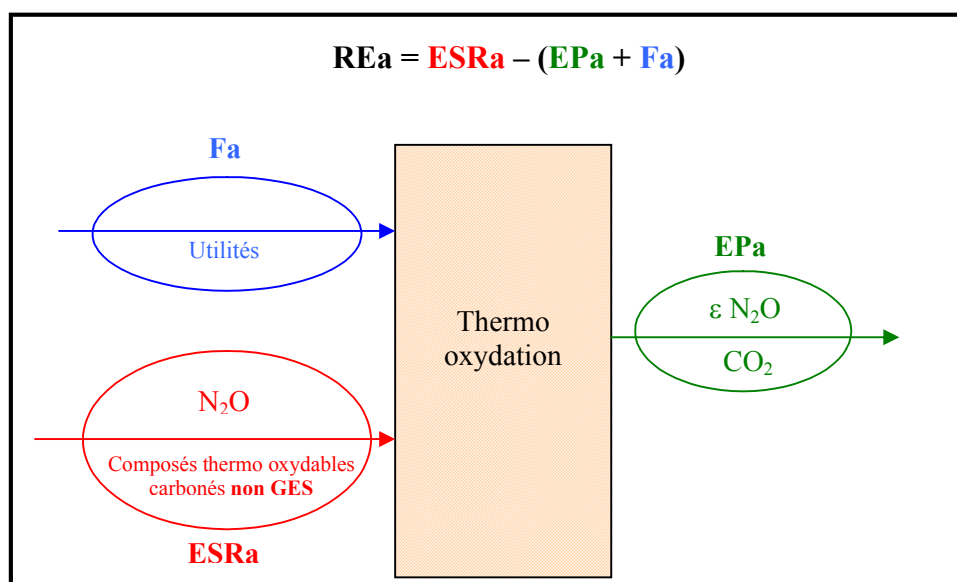 REa = ESRa – (EPa + Fa)
Fa
Utilités
EPa
ε N₂O
CO₂
Thermo
oxydation
N₂O
Composés thermo oxydables
carbonés non GES
ESRa